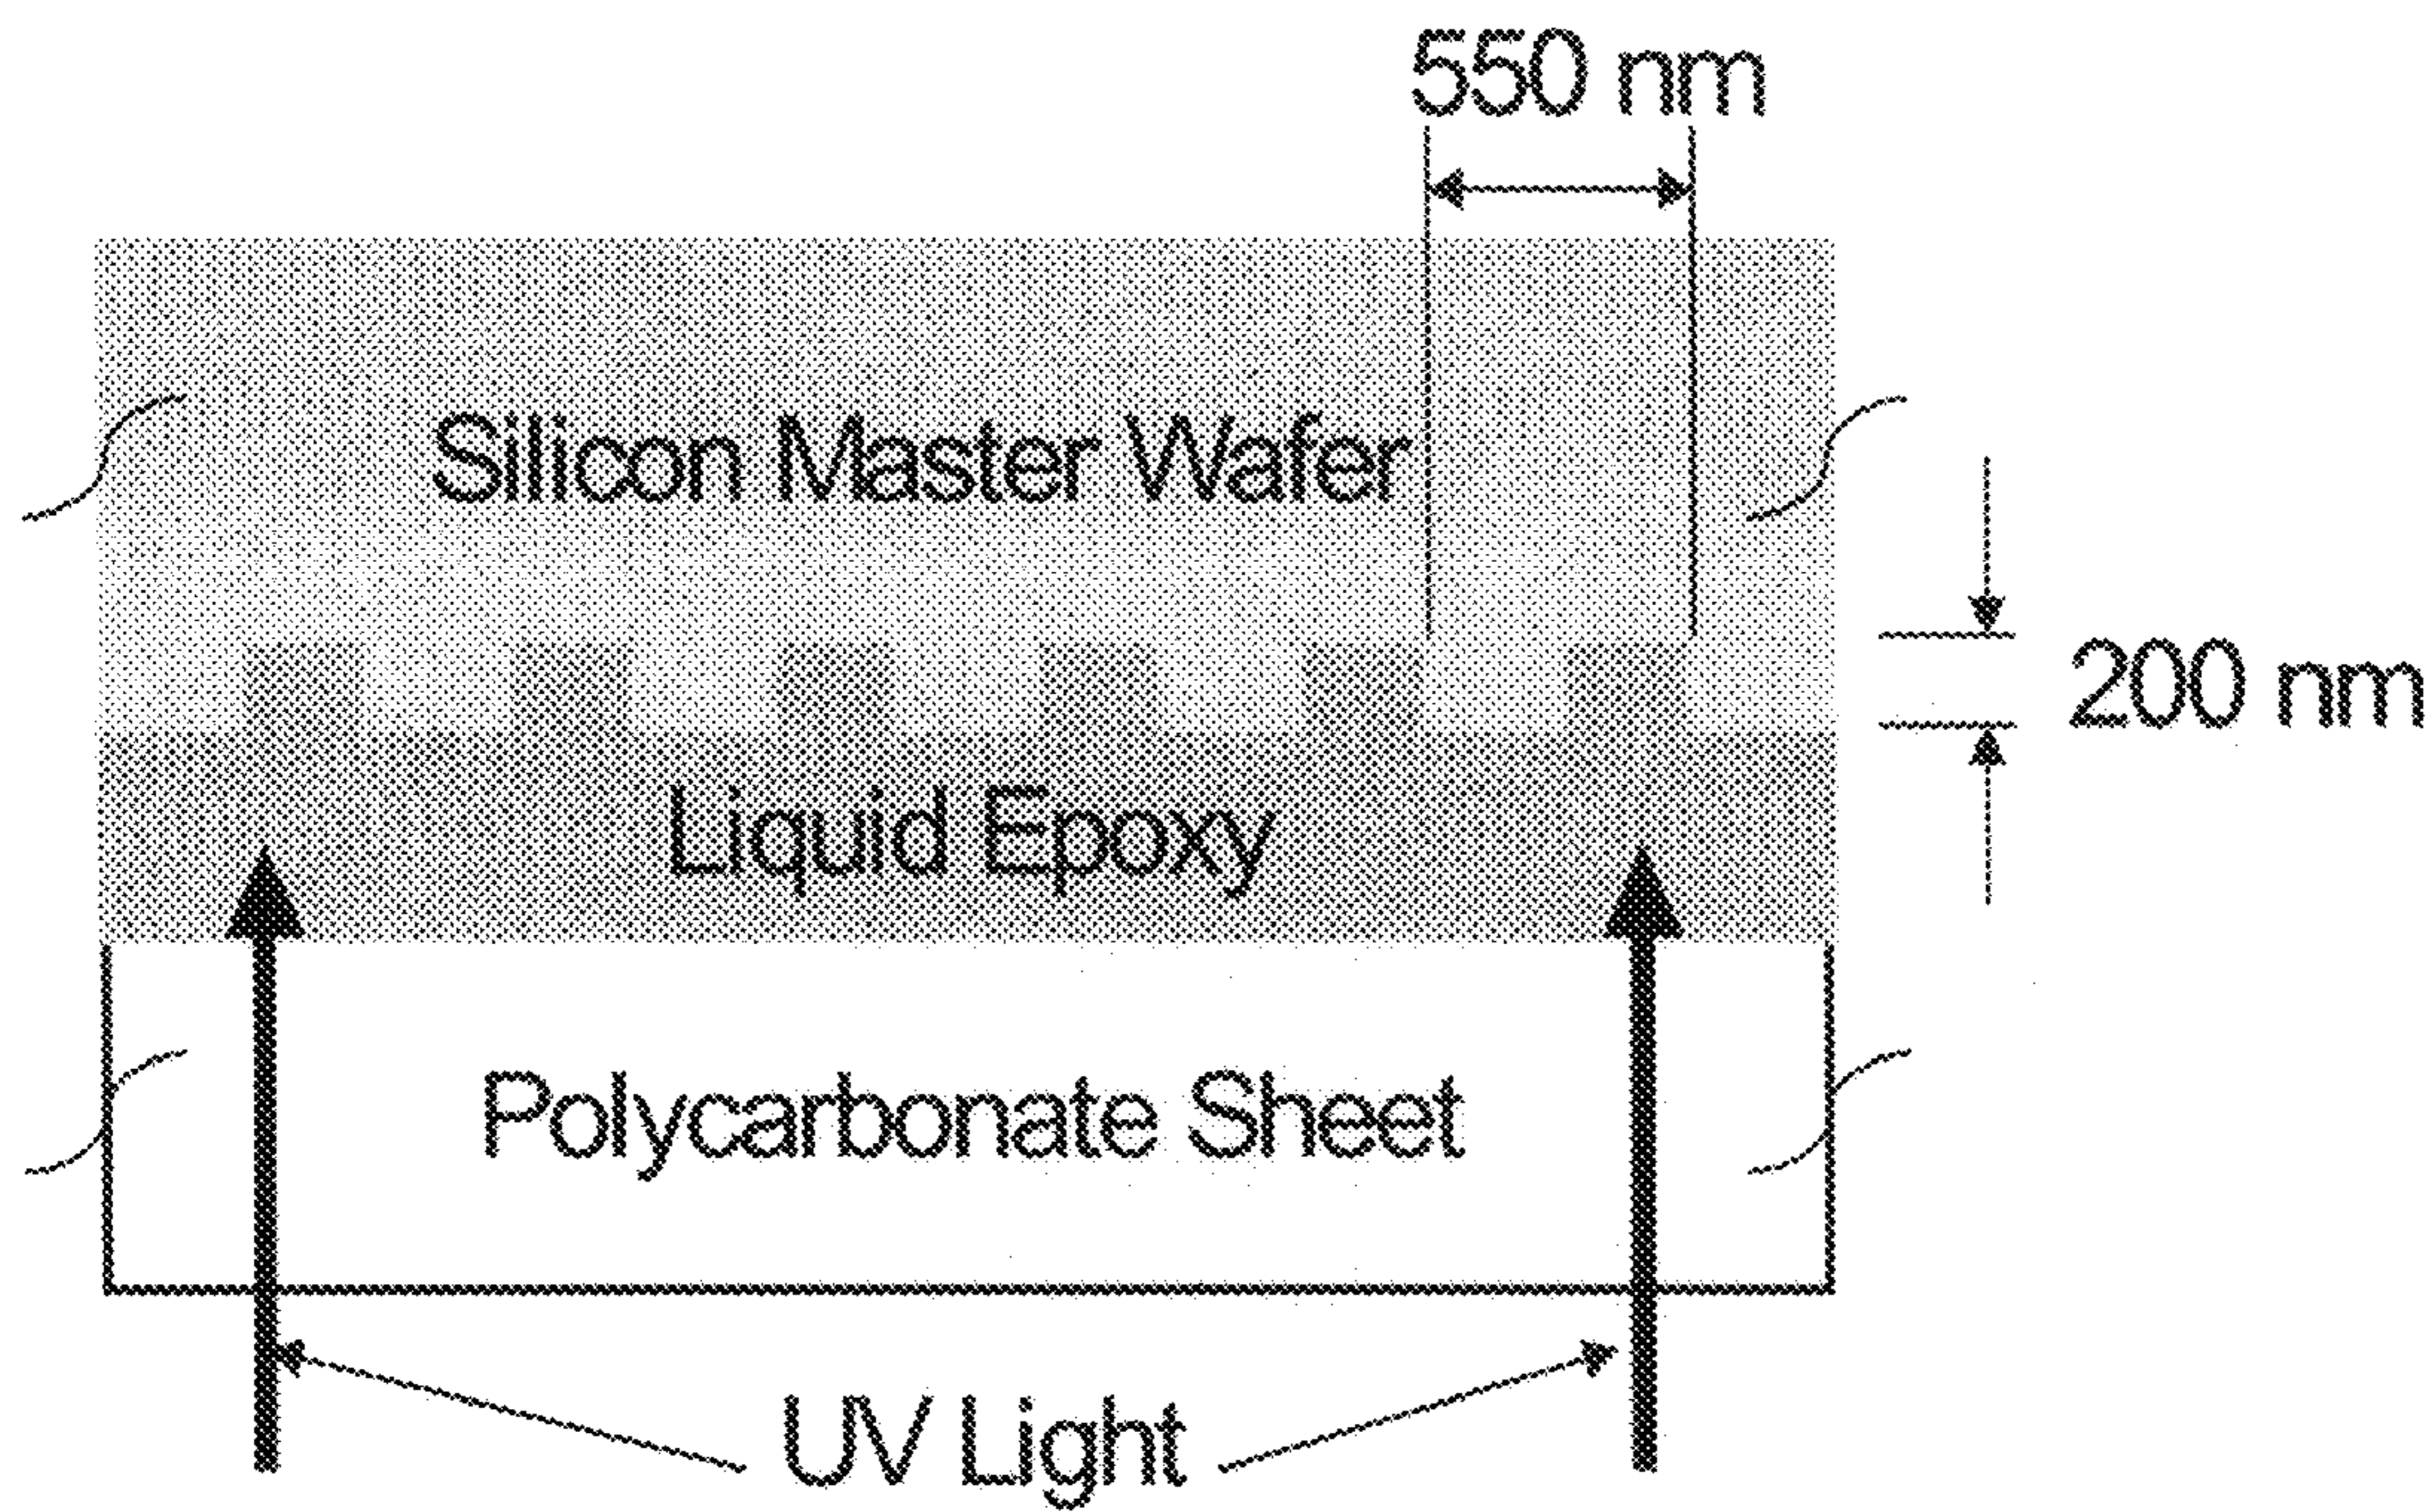 550 nm
Silicon Master Wafer
200 nm
Liquid Epoxy
Polycarbonate Sheet
UV Light